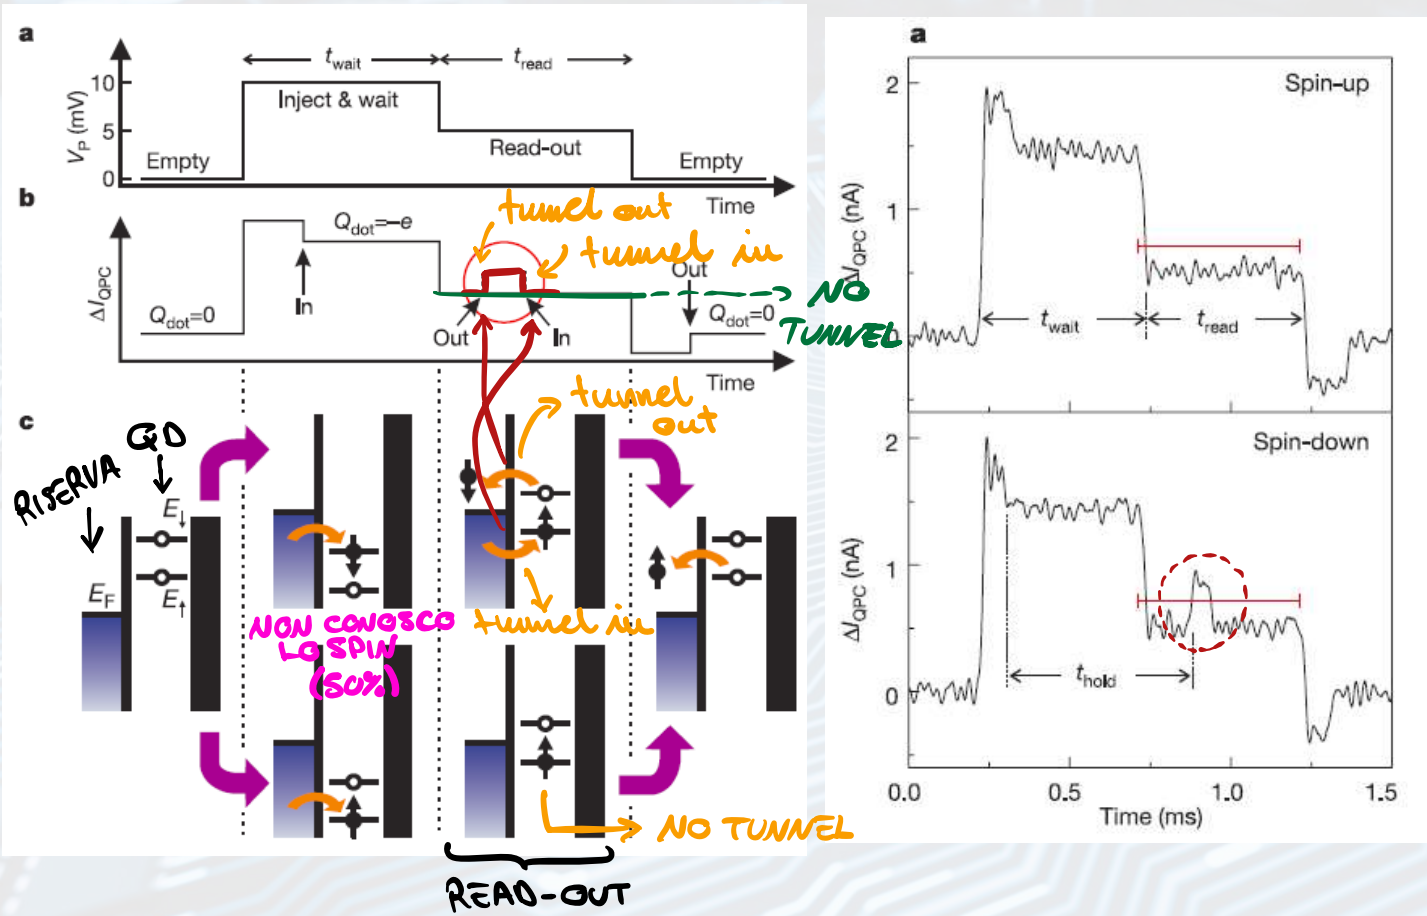 a
t_wait
t_read
10
Inject & wait
V_P (mV)
5
Read-out
Empty
Empty
0
Time
b
tunnel out
Q_dot=–e
tunnel in
Out
ΔI_QPC
In
NO
TUNNEL
Q_dot=0
Q_dot=0
Out
In
Time
c
tunnel
out
QD
RISERVA
E↓
E_F
E↑
NON CONOSCO
LO SPIN
(50%)
tunnel in
NO TUNNEL
READ-OUT
a
2
Spin–up
ΔI_QPC (nA)
1
t_wait
t_read
0
2
Spin–down
ΔI_QPC (nA)
1
t_hold
0
0.0
0.5
1.0
1.5
Time (ms)